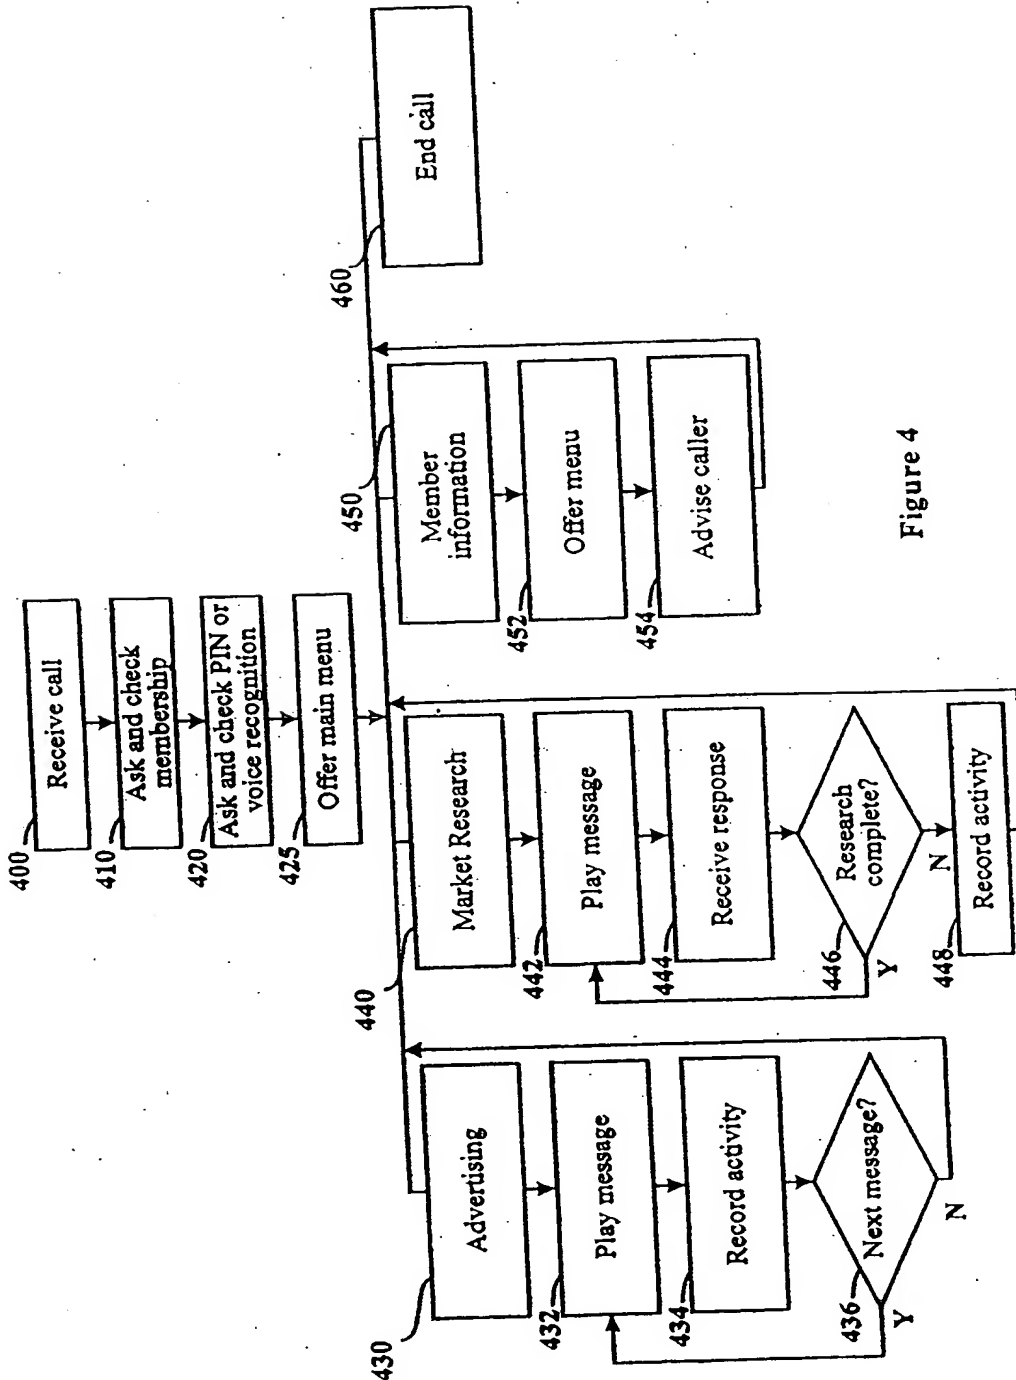 400
Receive call
410
Ask and check
membership
420
Ask and check PIN or
voice recognition
425
Offer main menu
430
Advertising
432
Play message
434
Record activity
436
Next message?
Y
N
440
Market Research
442
Play message
444
Receive response
446
Research
complete?
Y
N
448
Record activity
450
Member
information
452
Offer menu
454
Advise caller
460
End call
Figure 4